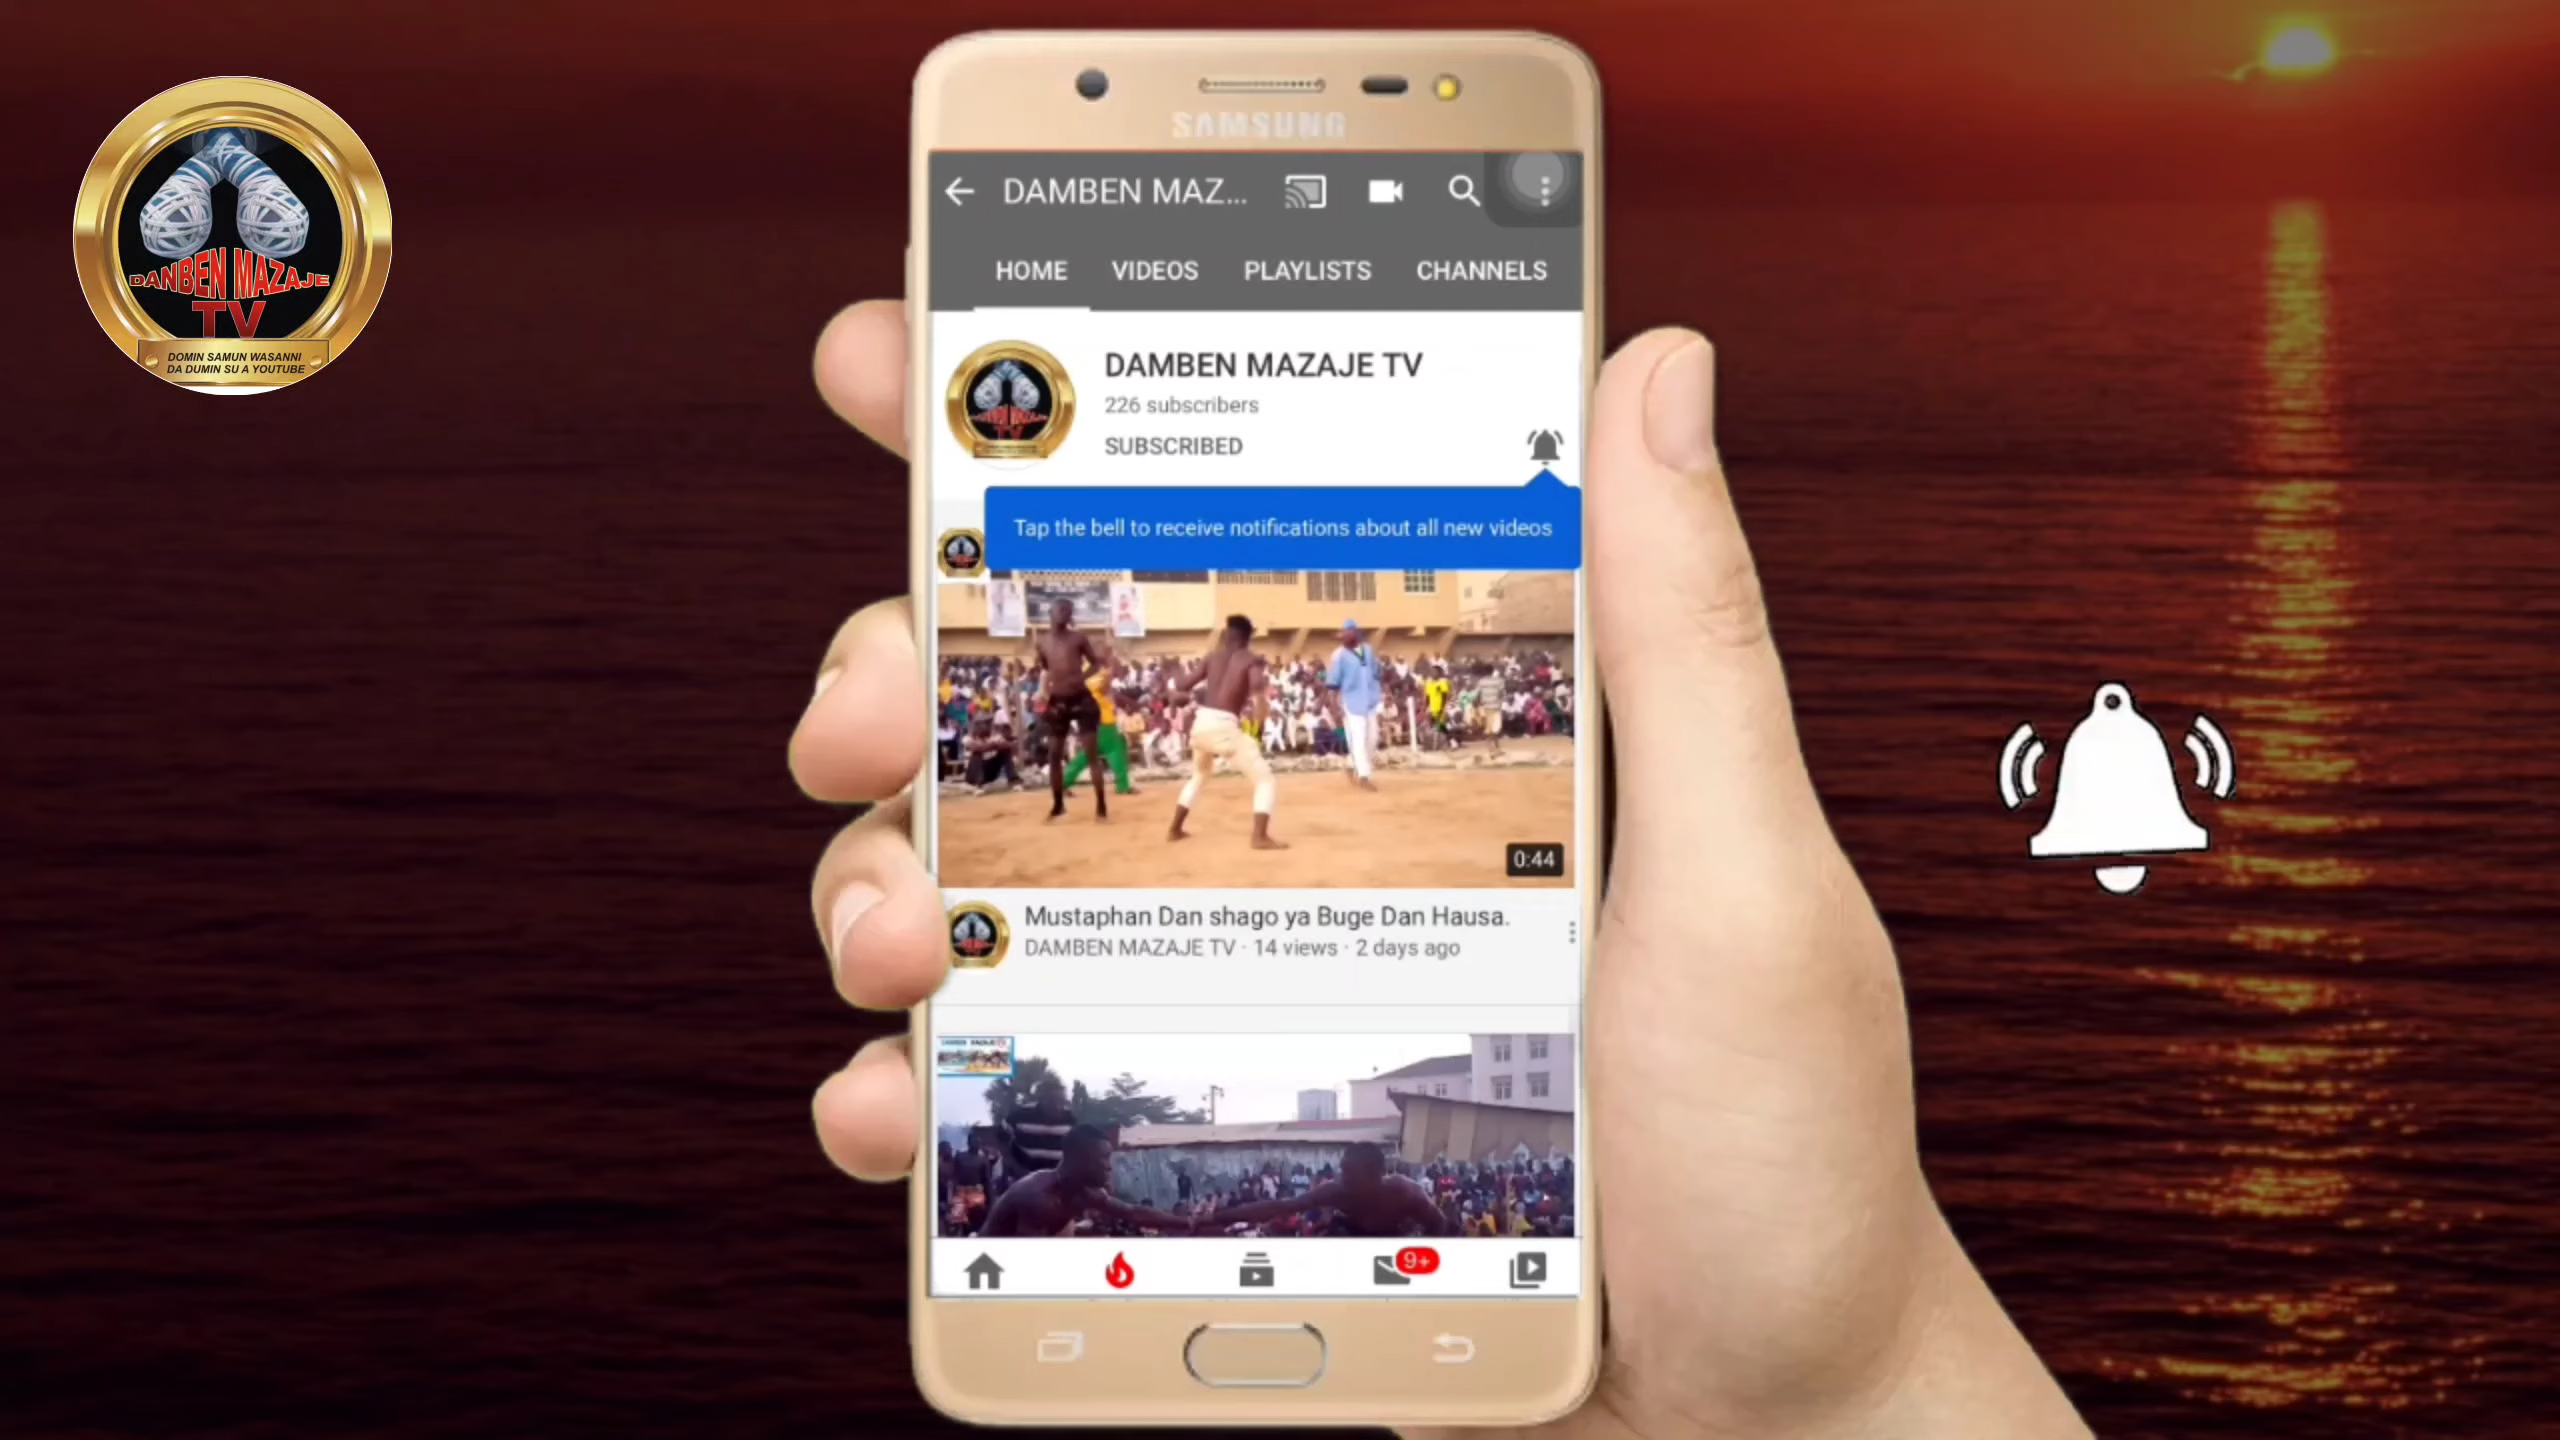 DANBEN MAZAJE
TV
DOMIN SAMUN WASANNI
DA DUMIN SU A YOUTUBE
SAMSUNG
DAMBEN MAZ...
HOME VIDEOS PLAYLISTS CHANNELS
DAMBEN MAZAJE TV
226 subscribers
SUBSCRIBED
Tap the bell to receive notifications about all new videos
0:44
Mustaphan Dan shago ya Buge Dan Hausa.
DAMBEN MAZAJE TV · 14 views · 2 days ago
9+